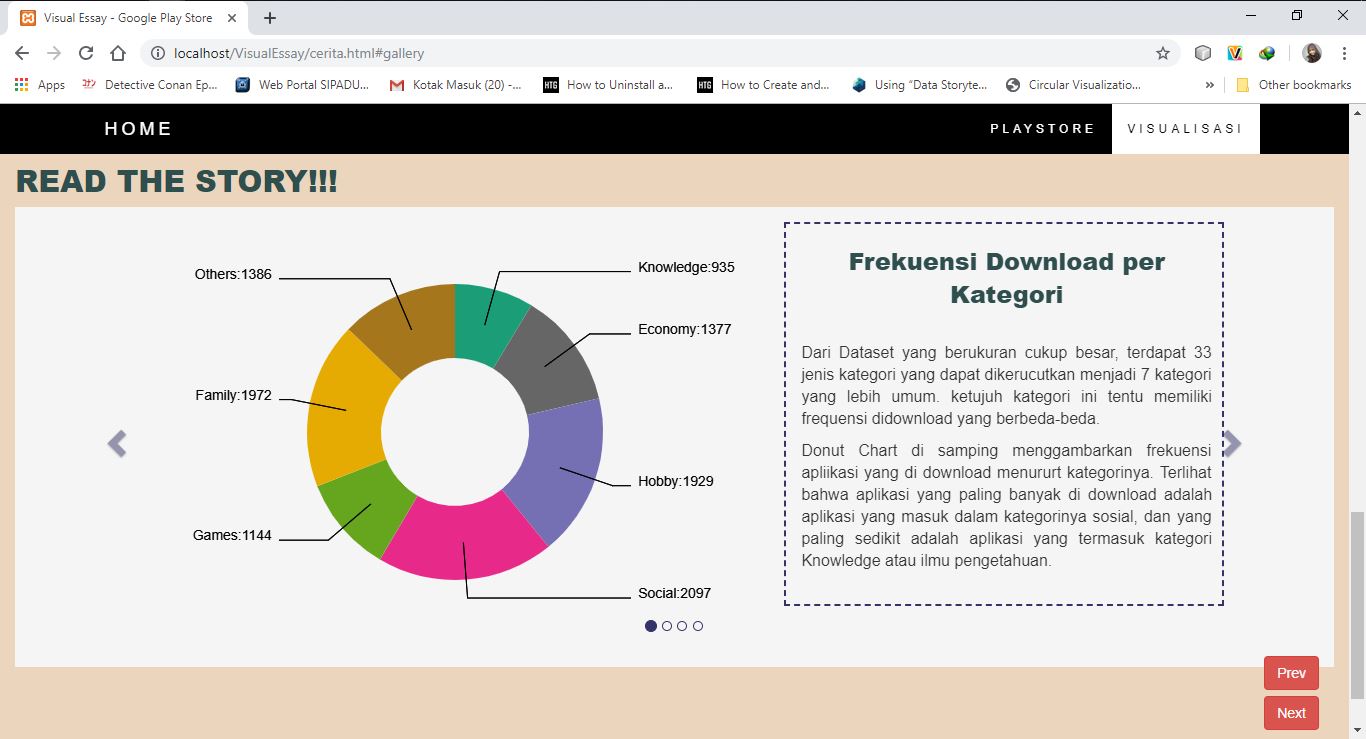 Visual Essay - Google Play Store
localhost/VisualEssay/cerita.html#gallery
Apps
Detective Conan Ep...
Web Portal SIPADU...
Kotak Masuk (20) -...
HTG
How to Uninstall a...
HTG
How to Create and...
Using "Data Storyte...
Circular Visualizatio...
Other bookmarks
HOME
PLAYSTORE
VISUALISASI
READ THE STORY!!!
Others:1386
Knowledge:935
Economy:1377
Family:1972
Hobby:1929
Games:1144
Social:2097
Frekuensi Download per
Kategori
Dari Dataset yang berukuran cukup besar, terdapat 33
jenis kategori yang dapat dikerucutkan menjadi 7 kategori
yang lebih umum. ketujuh kategori ini tentu memiliki
frequensi didownload yang berbeda-beda.
Donut Chart di samping menggambarkan frekuensi
apliikasi yang di download menururt kategorinya. Terlihat
bahwa aplikasi yang paling banyak di download adalah
aplikasi yang masuk dalam kategorinya sosial, dan yang
paling sedikit adalah aplikasi yang termasuk kategori
Knowledge atau ilmu pengetahuan.
Prev
Next